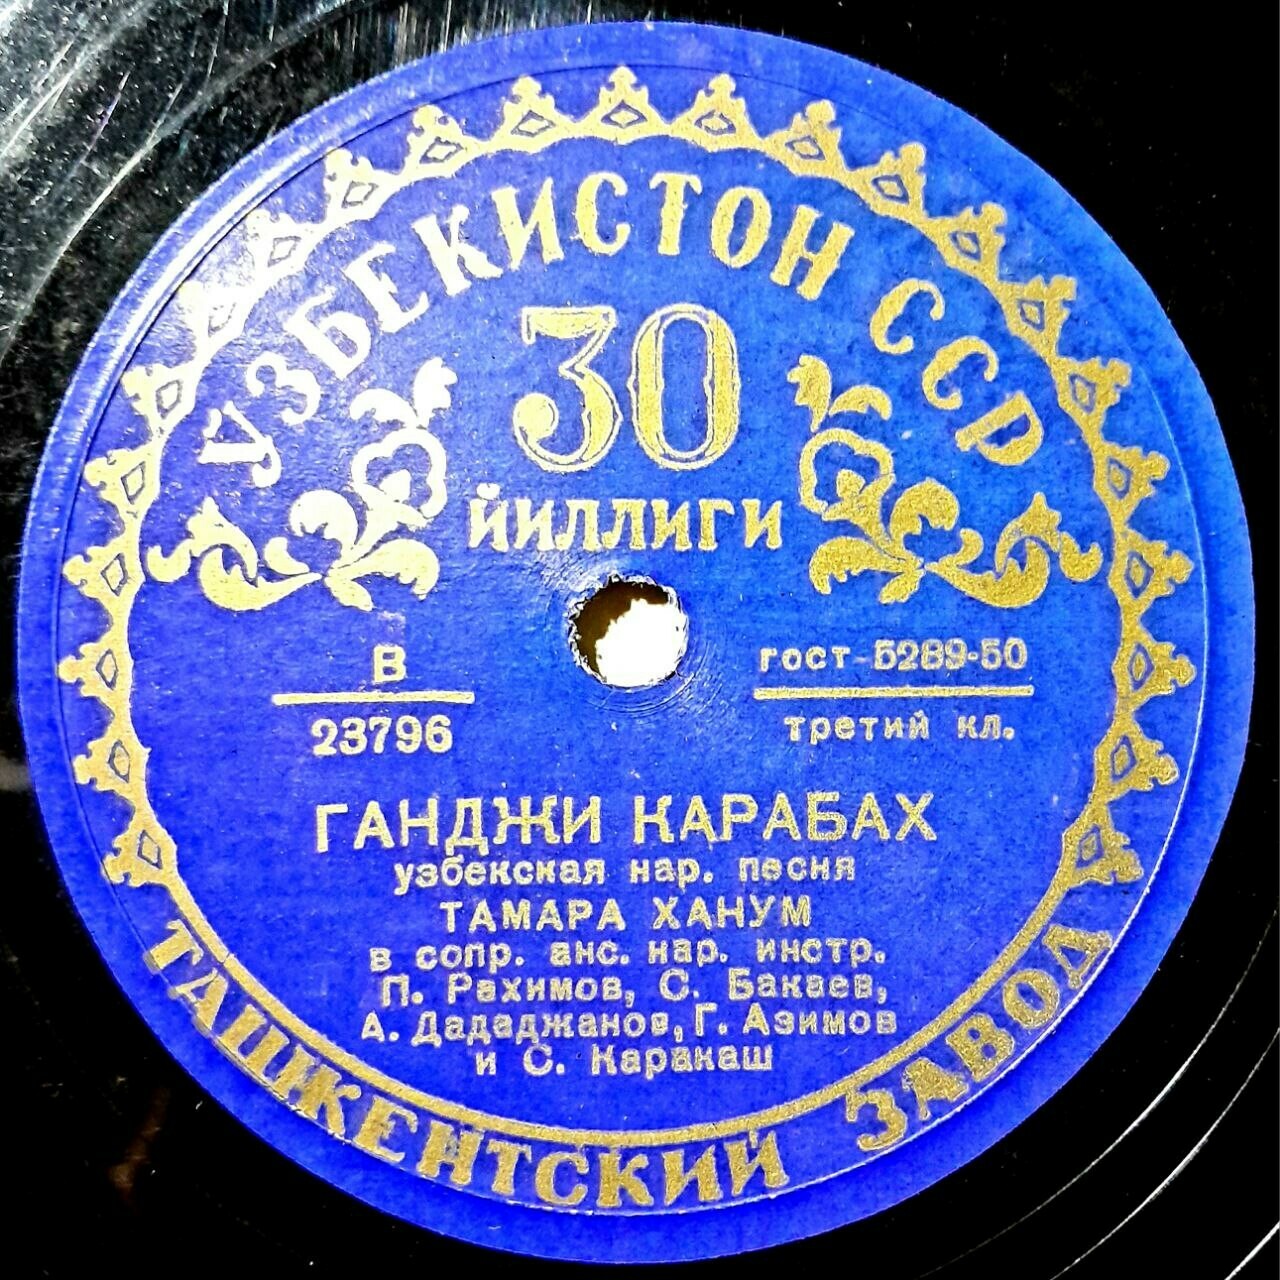 УЗБЕКИСТОН ССР
30
ЙИЛЛИГИ
В
23796
ГОСТ-5289-50
третий кл.
ГАНДЖИ КАРАБАХ
узбекская нар. песня
ТАМАРА ХАНУМ
в сопр. анс. нар. инстр.
П. Рахимов, С. Бакаев,
А. Дададжанов, Г. Азимов
и С. Каракаш
ТАШКЕНТСКИЙ ЗАВОД